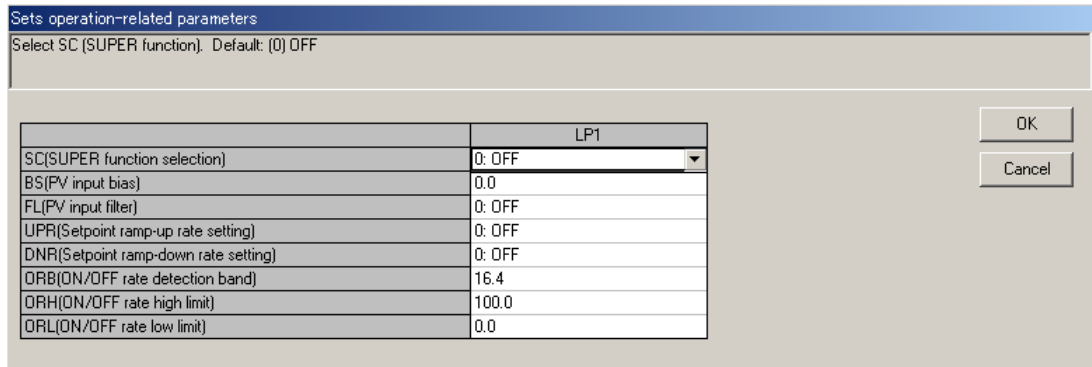 Sets operation-related parameters
Select SC (SUPER function). Default: (0) OFF
LP1
SC(SUPER function selection) 0: OFF
BS(PV input bias) 0.0
FL(PV input filter) 0: OFF
UPR(Setpoint ramp-up rate setting) 0: OFF
DNR(Setpoint ramp-down rate setting) 0: OFF
ORB(ON/OFF rate detection band) 16.4
ORH(ON/OFF rate high limit) 100.0
ORL(ON/OFF rate low limit) 0.0
OK
Cancel